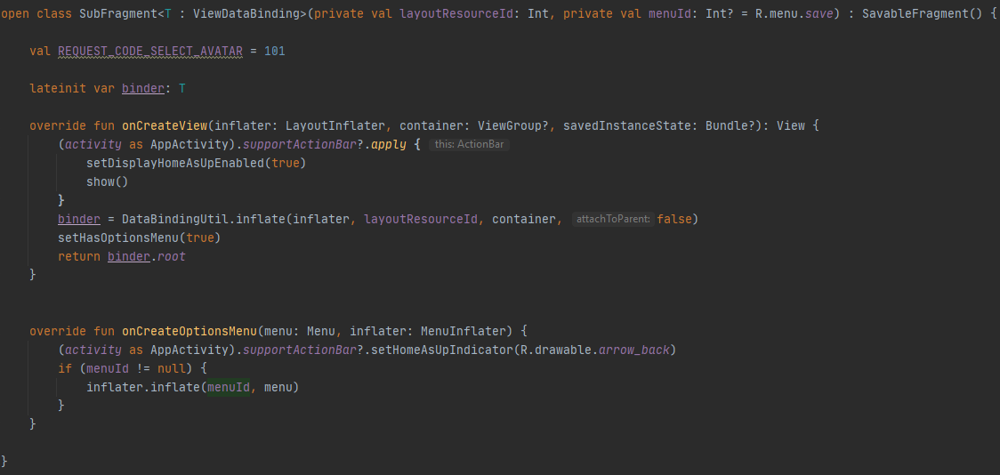 open class SubFragment<T : ViewDataBinding>(private val layoutResourceId: Int, private val menuId: Int? = R.menu.save) : SavableFragment() {
val REQUEST_CODE_SELECT_AVATAR = 101
lateinit var binder: T
override fun onCreateView(inflater: LayoutInflater, container: ViewGroup?, savedInstanceState: Bundle?): View {
(activity as AppActivity).supportActionBar?.apply { this: ActionBar
setDisplayHomeAsUpEnabled(true)
show()
}
binder = DataBindingUtil.inflate(inflater, layoutResourceId, container, attachToParent: false)
setHasOptionsMenu(true)
return binder.root
}
override fun onCreateOptionsMenu(menu: Menu, inflater: MenuInflater) {
(activity as AppActivity).supportActionBar?.setHomeAsUpIndicator(R.drawable.arrow_back)
if (menuId != null) {
inflater.inflate(menuId, menu)
}
}
}